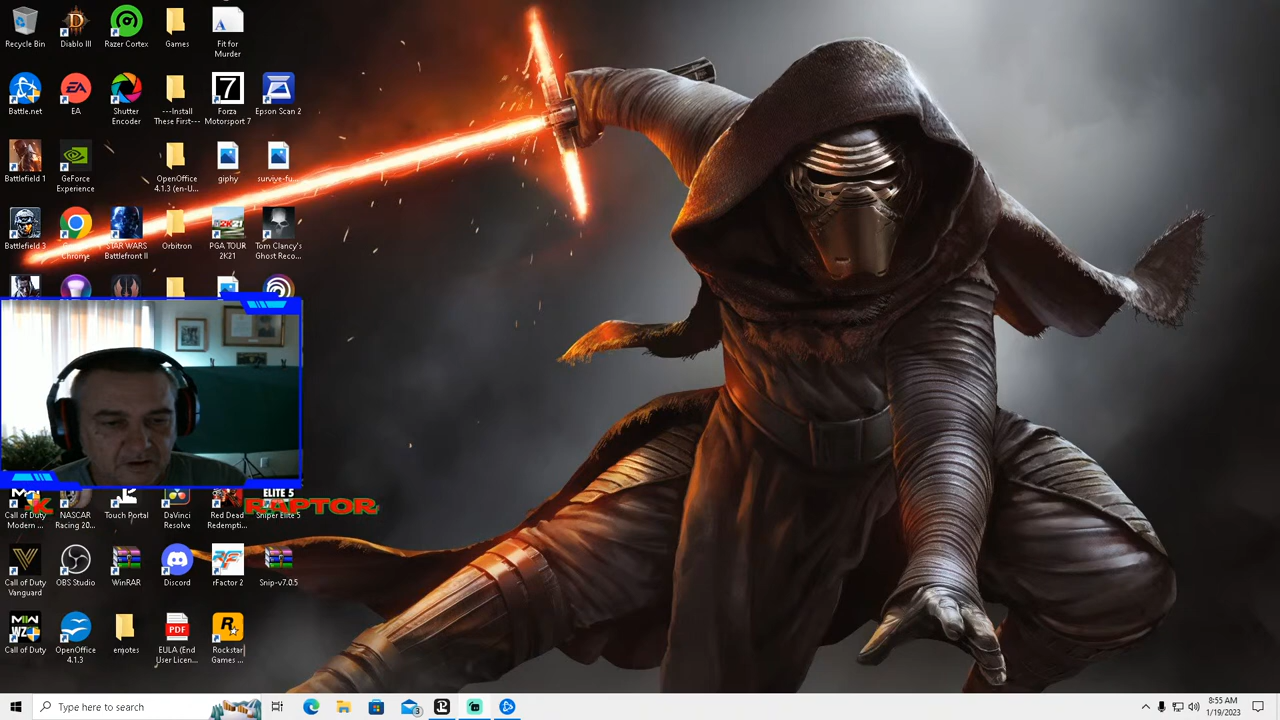 Recycle Bin
Diablo III
Razer Cortex
Games
Fit for
Murder
Battle.net
EA
Shutter
Encoder
---Install
These First---
Forza
Motorsport 7
Epson Scan 2
Battlefield 1
GeForce
Experience
OpenOffice
4.1.3 (en-U...
giphy
survive-fu...
Battlefield 3
Chrome
STAR WARS
Battlefront II
Orbitron
PGA TOUR
2K21
Tom Clancy's
Ghost Reco...
ELITE 5
K
RAPTOR
Call of Duty
Modern ...
NASCAR
Racing 20...
Touch Portal
DaVinci
Resolve
Red Dead
Redempti...
Sniper Elite 5
Call of Duty
Vanguard
OBS Studio
WinRAR
Discord
rFactor 2
Snip-v7.0.5
Call of Duty
OpenOffice
4.1.3
emotes
PDF
EULA (End
User Licen...
Rockstar
Games ...
Type here to search
3
8:55 AM
1/19/2023